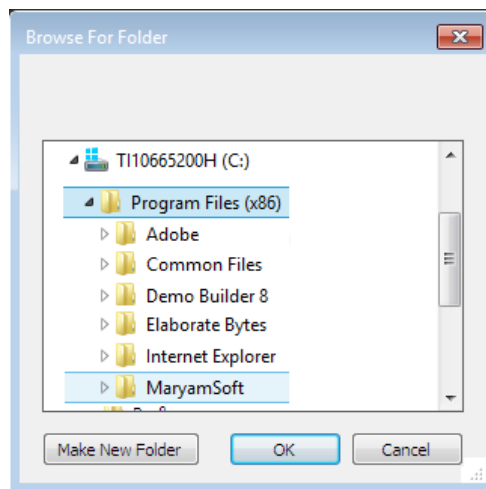 Browse For Folder
TI10665200H (C:)
Program Files (x86)
Adobe
Common Files
Demo Builder 8
Elaborate Bytes
Internet Explorer
MaryamSoft
Make New Folder
OK
Cancel